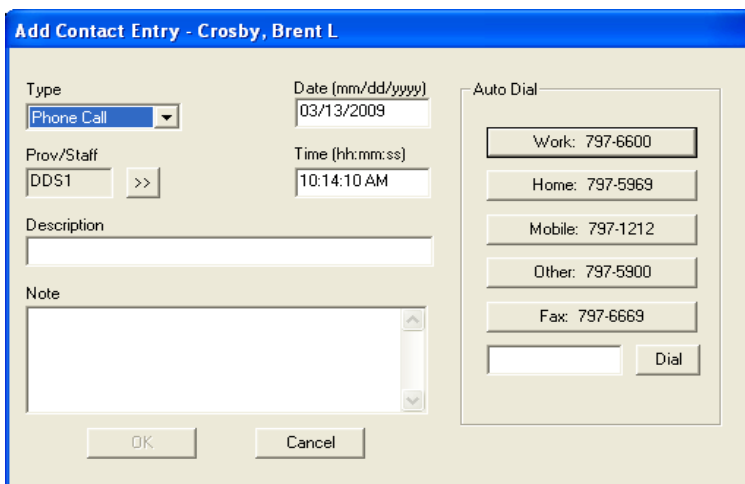 Add Contact Entry - Crosby, Brent L
Type
Phone Call
Date (mm/dd/yyyy)
03/13/2009
Prov/Staff
DDS1
>>
Time (hh:mm:ss)
10:14:10 AM
Description
Note
OK
Cancel
Auto Dial
Work: 797-6600
Home: 797-5969
Mobile: 797-1212
Other: 797-5900
Fax: 797-6669
Dial